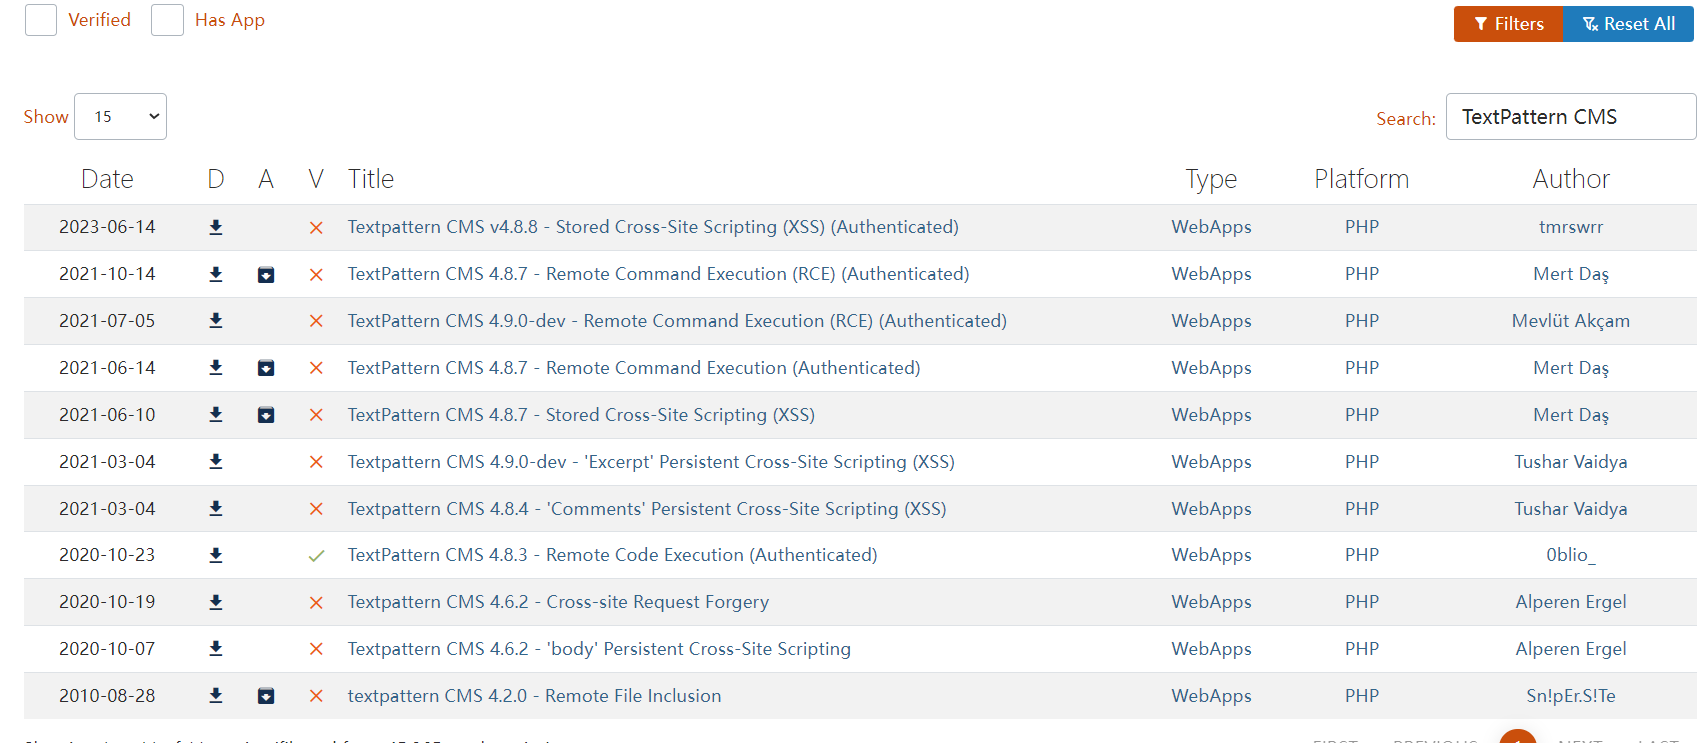 Verified Has App Filters Reset All
Show 15 Search: TextPattern CMS
Date D A V Title Type Platform Author
2023-06-14 Textpattern CMS v4.8.8 - Stored Cross-Site Scripting (XSS) (Authenticated) WebApps PHP tmrswrr
2021-10-14 TextPattern CMS 4.8.7 - Remote Command Execution (RCE) (Authenticated) WebApps PHP Mert Daş
2021-07-05 TextPattern CMS 4.9.0-dev - Remote Command Execution (RCE) (Authenticated) WebApps PHP Mevlüt Akçam
2021-06-14 TextPattern CMS 4.8.7 - Remote Command Execution (Authenticated) WebApps PHP Mert Daş
2021-06-10 TextPattern CMS 4.8.7 - Stored Cross-Site Scripting (XSS) WebApps PHP Mert Daş
2021-03-04 Textpattern CMS 4.9.0-dev - 'Excerpt' Persistent Cross-Site Scripting (XSS) WebApps PHP Tushar Vaidya
2021-03-04 Textpattern CMS 4.8.4 - 'Comments' Persistent Cross-Site Scripting (XSS) WebApps PHP Tushar Vaidya
2020-10-23 TextPattern CMS 4.8.3 - Remote Code Execution (Authenticated) WebApps PHP 0blio_
2020-10-19 Textpattern CMS 4.6.2 - Cross-site Request Forgery WebApps PHP Alperen Ergel
2020-10-07 Textpattern CMS 4.6.2 - 'body' Persistent Cross-Site Scripting WebApps PHP Alperen Ergel
2010-08-28 textpattern CMS 4.2.0 - Remote File Inclusion WebApps PHP Sn!pEr.S!Te
FIRST PREVIOUS 1 NEXT LAST